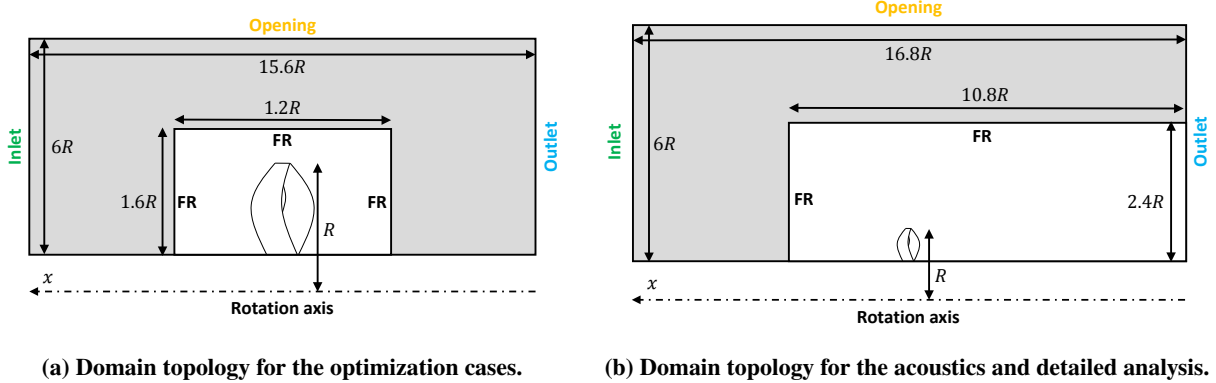 Opening
15.6R
1.2R
FR
Inlet
6R
1.6R
FR
FR
R
Outlet
x
Rotation axis
(a) Domain topology for the optimization cases.
Opening
16.8R
10.8R
FR
Inlet
6R
FR
2.4R
R
Outlet
x
Rotation axis
(b) Domain topology for the acoustics and detailed analysis.